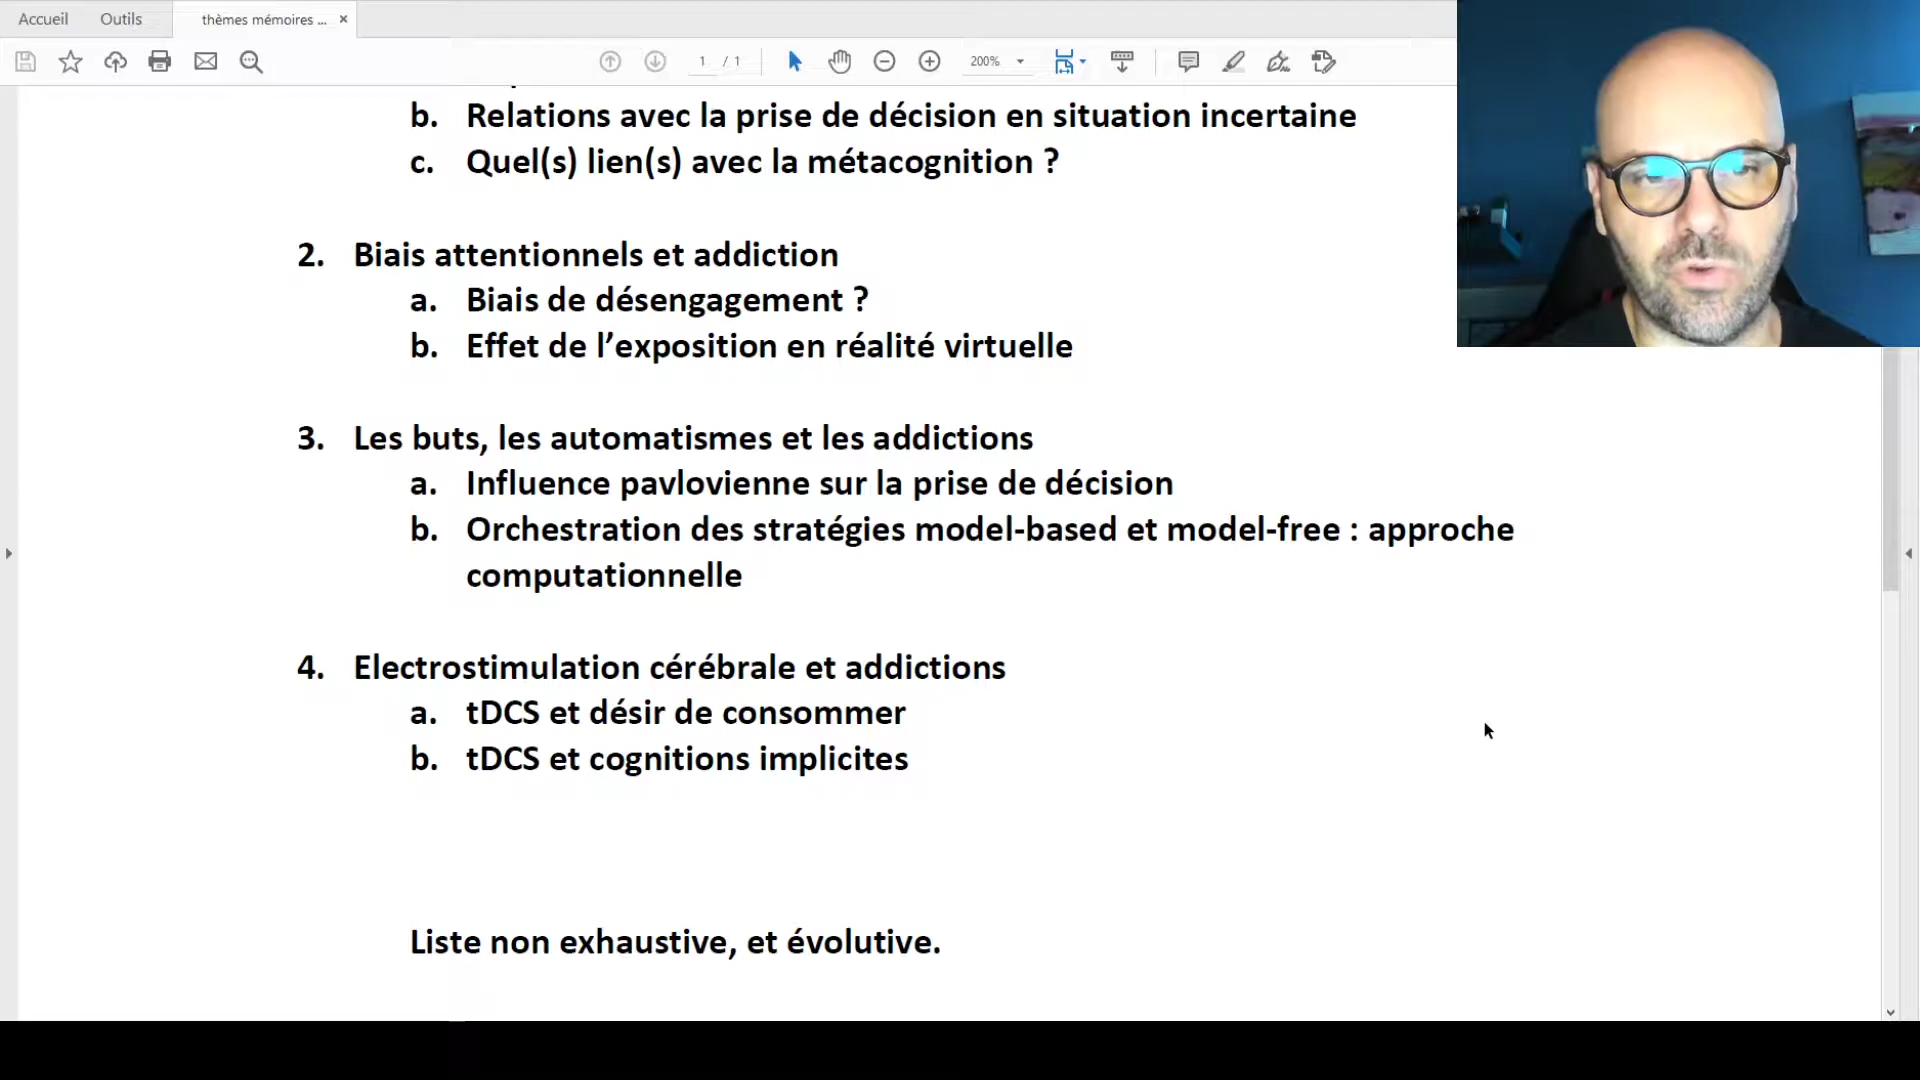 Accueil Outils thèmes mémoires ... ×
1 / 1 200%
b. Relations avec la prise de décision en situation incertaine
c. Quel(s) lien(s) avec la métacognition ?
2. Biais attentionnels et addiction
a. Biais de désengagement ?
b. Effet de l’exposition en réalité virtuelle
3. Les buts, les automatismes et les addictions
a. Influence pavlovienne sur la prise de décision
b. Orchestration des stratégies model-based et model-free : approche
computationnelle
4. Electrostimulation cérébrale et addictions
a. tDCS et désir de consommer
b. tDCS et cognitions implicites
Liste non exhaustive, et évolutive.